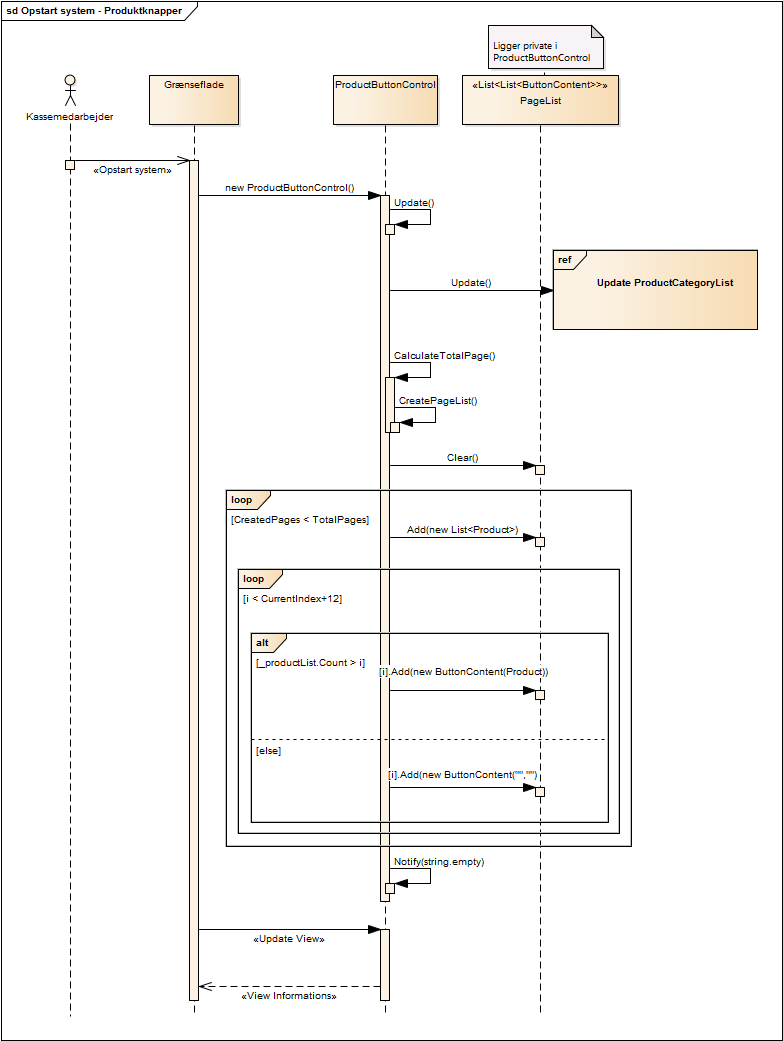 sd Opstart system - Produktknapper
Ligger private i
ProductButtonControl
Kassemedarbejder
Grænseflade
ProductButtonControl
«List<List<ButtonContent>>»
PageList
«Opstart system»
new ProductButtonControl()
Update()
ref
Update ProductCategoryList
Update()
CalculateTotalPage()
CreatePageList()
Clear()
loop
[CreatedPages < TotalPages]
Add(new List<Product>)
loop
[i < CurrentIndex+12]
alt
[_productList.Count > i]
[i].Add(new ButtonContent(Product))
[else]
[i].Add(new ButtonContent("","")
Notify(string.empty)
«Update View»
«View Informations»